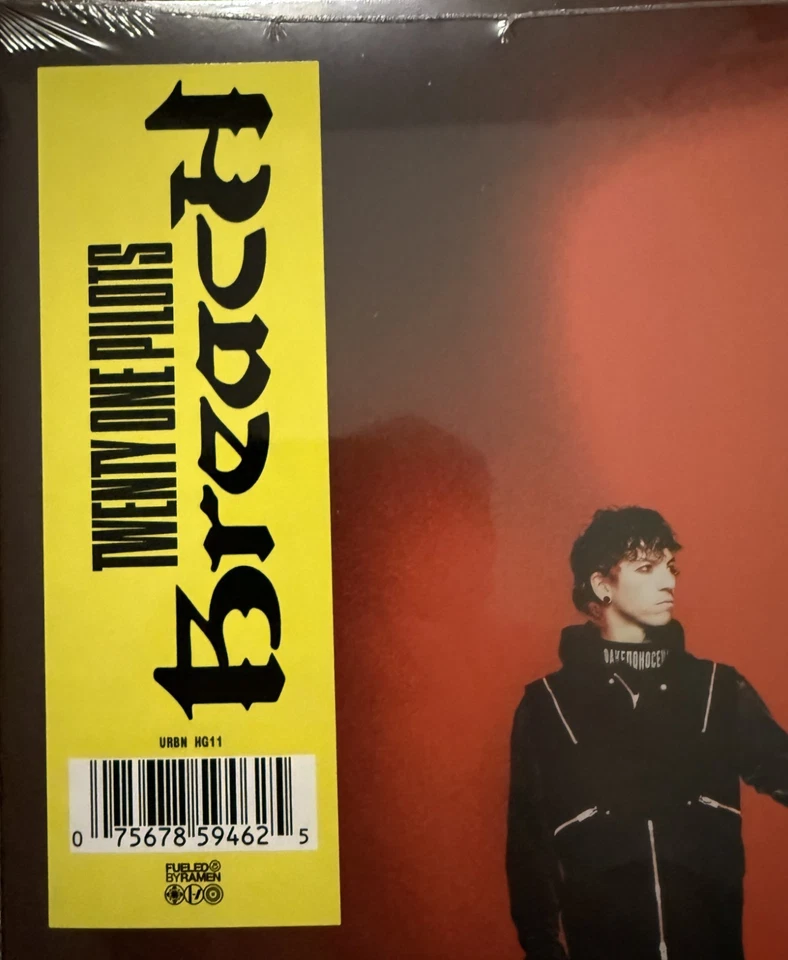 TWENTY ONE PILOTS
Breach
URBN HG11
0 75678 59462 5
FUELED
BY RAMEN